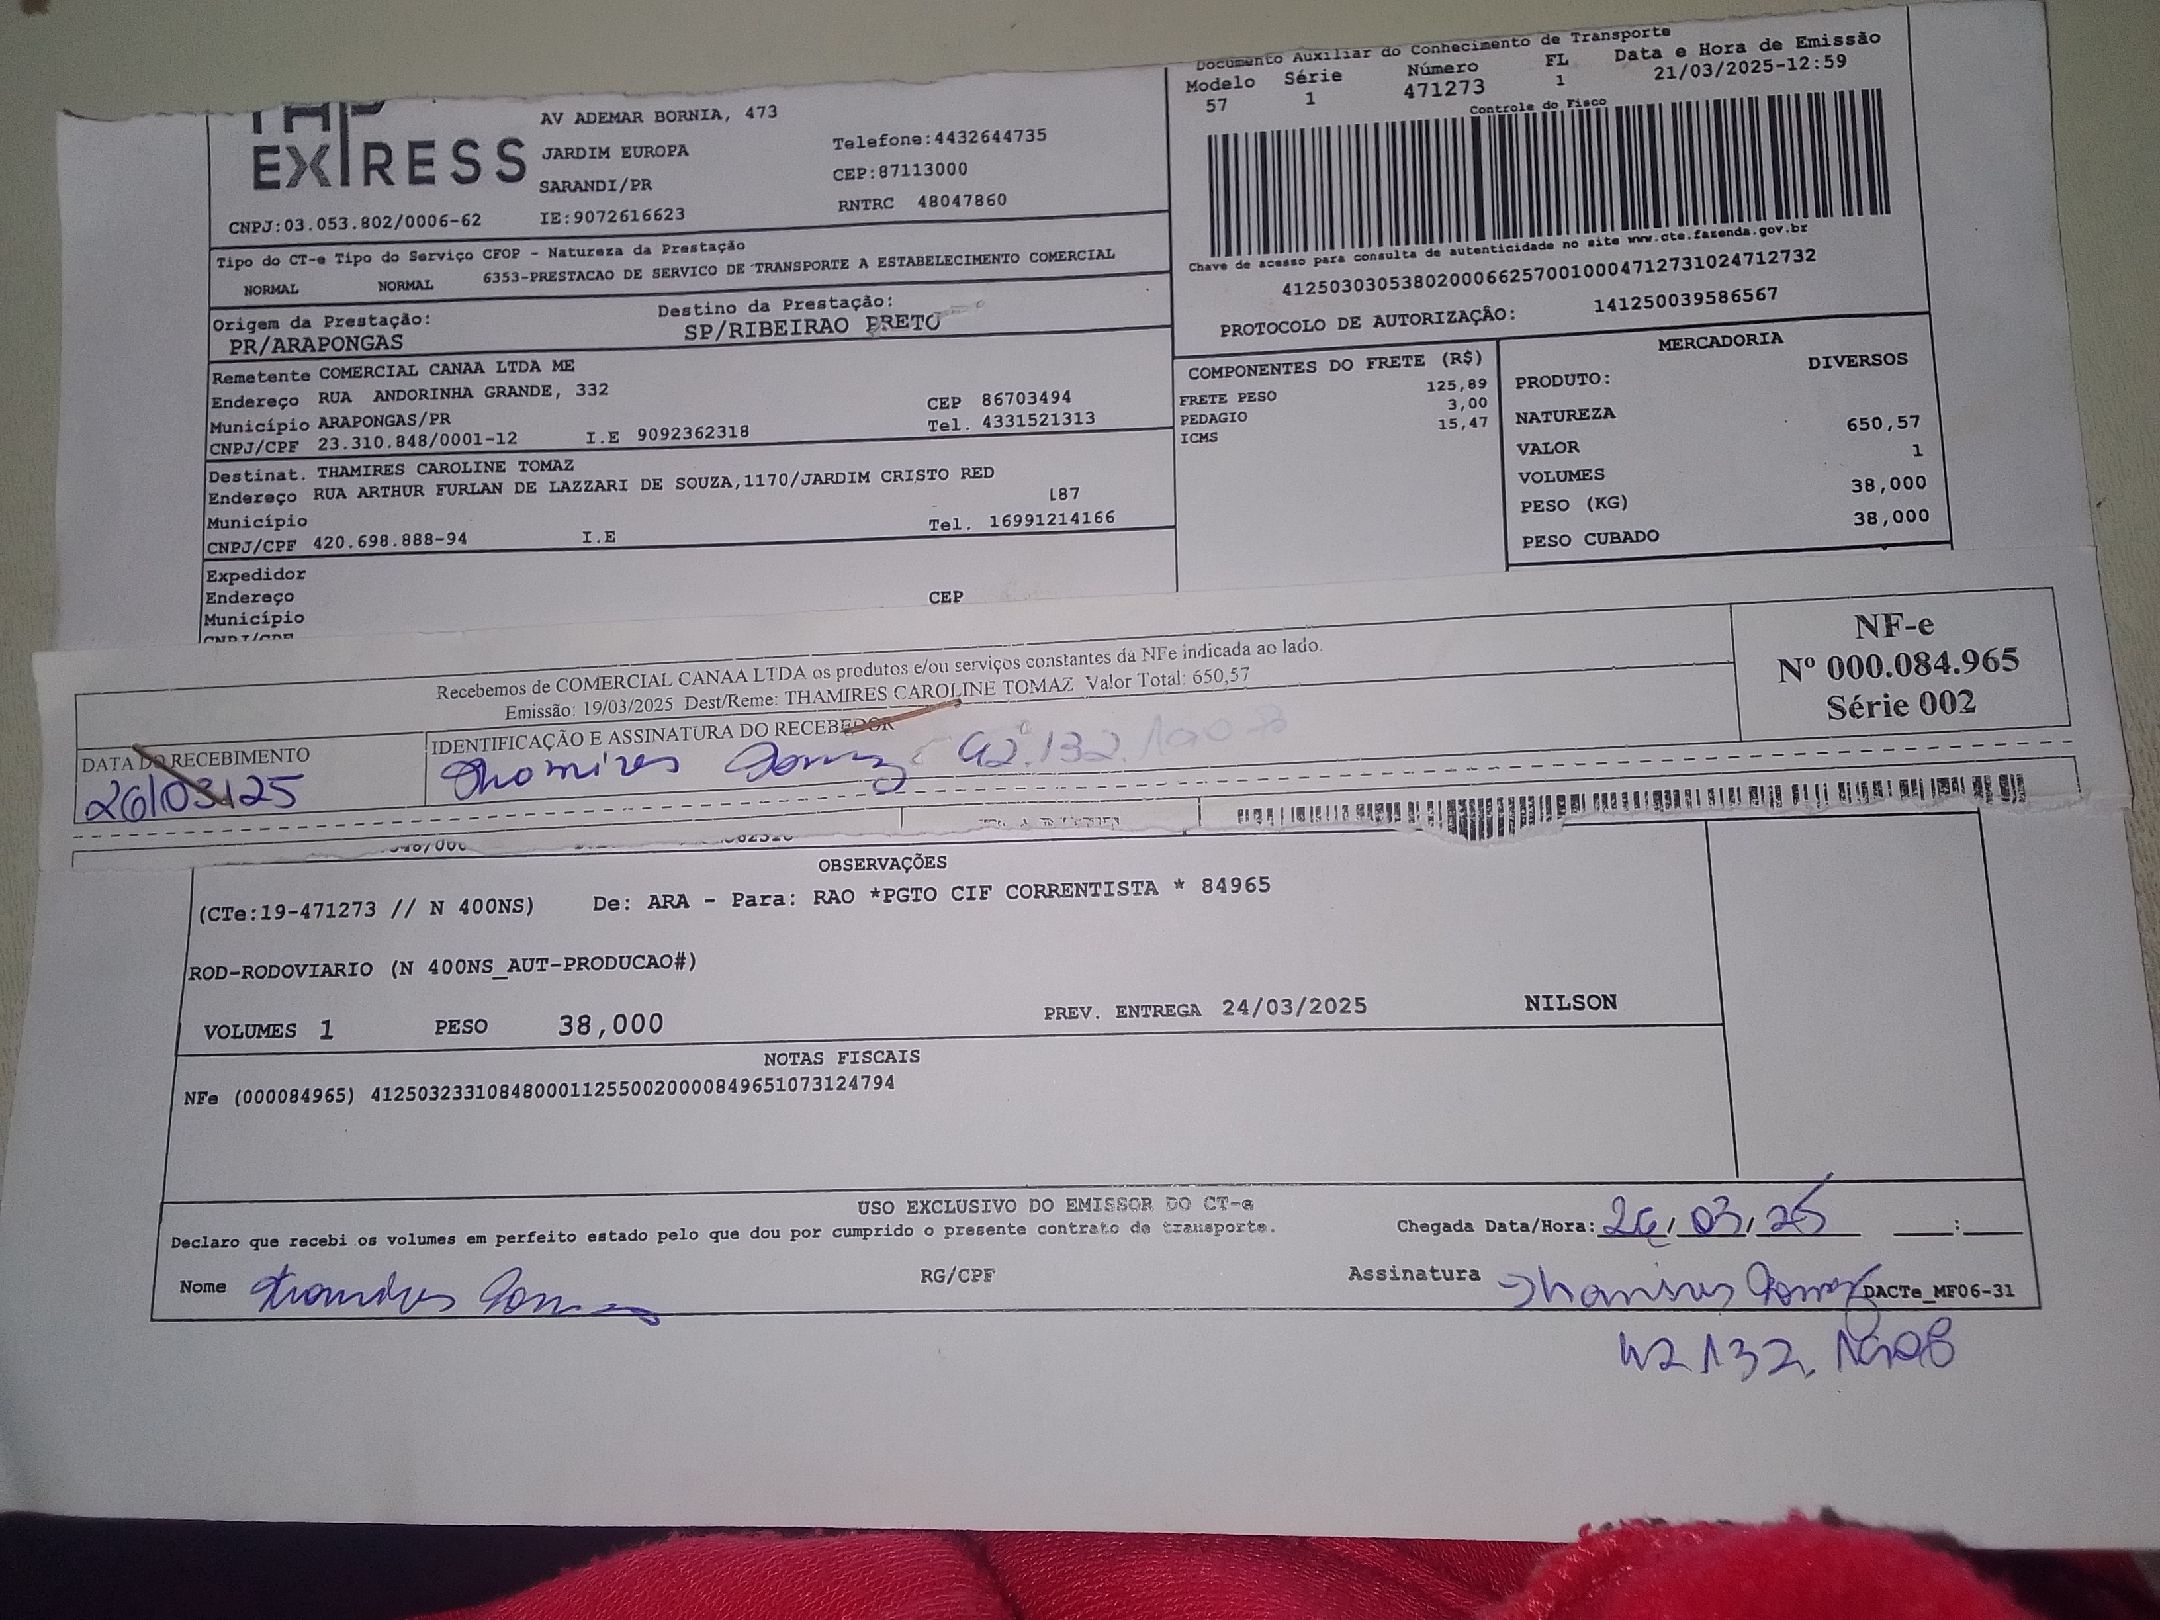 EXPRESS
AV ADEMAR BORNIA, 473
JARDIM EUROPA
SARANDI/PR
Telefone:4432644735
CEP:87113000
RNTRC 48047860
CNPJ:03.053.802/0006-62 IE:9072616623
Documento Auxiliar do Conhecimento de Transporte
Modelo Série Número FL Data e Hora de Emissão
57 1 471273 1 21/03/2025-12:59
Controle do Fisco
Chave de acesso para consulta de autenticidade no site www.cte.fazenda.gov.br
41250303053802000662570010004712731024712732
PROTOCOLO DE AUTORIZAÇÃO: 141250039586567
Tipo do CT-e Tipo do Serviço CFOP - Natureza da Prestação
NORMAL NORMAL 6353-PRESTACAO DE SERVICO DE TRANSPORTE A ESTABELECIMENTO COMERCIAL
Origem da Prestação: Destino da Prestação:
PR/ARAPONGAS SP/RIBEIRAO PRETO
Remetente COMERCIAL CANAA LTDA ME
Endereço RUA ANDORINHA GRANDE, 332 CEP 86703494
Município ARAPONGAS/PR Tel. 4331521313
CNPJ/CPF 23.310.848/0001-12 I.E 9092362318
Destinat. THAMIRES CAROLINE TOMAZ
Endereço RUA ARTHUR FURLAN DE LAZZARI DE SOUZA,1170/JARDIM CRISTO RED
Município 187
CNPJ/CPF 420.698.888-94 I.E Tel. 16991214166
Expedidor
Endereço CEP
Município
CNPJ/CPF
COMPONENTES DO FRETE (R$)
FRETE PESO 125,89
PEDAGIO 3,00
ICMS 15,47
MERCADORIA
PRODUTO: DIVERSOS
NATUREZA
VALOR 650,57
VOLUMES 1
PESO (KG) 38,000
PESO CUBADO 38,000
Recebemos de COMERCIAL CANAA LTDA os produtos e/ou serviços constantes da NFe indicada ao lado.
Emissão: 19/03/2025 Dest/Reme: THAMIRES CAROLINE TOMAZ Valor Total: 650,57
NF-e
Nº 000.084.965
Série 002
DATA DO RECEBIMENTO IDENTIFICAÇÃO E ASSINATURA DO RECEBEDOR
26/03/25 Thamires Tomaz 42.132.
OBSERVAÇÕES
(CTe:19-471273 // N 400NS) De: ARA - Para: RAO *PGTO CIF CORRENTISTA * 84965
ROD-RODOVIARIO (N 400NS_AUT-PRODUCAO#)
VOLUMES 1 PESO 38,000 PREV. ENTREGA 24/03/2025 NILSON
NOTAS FISCAIS
NFe (000084965) 41250323310848000112550020000849651073124794
USO EXCLUSIVO DO EMISSOR DO CT-e
Declaro que recebi os volumes em perfeito estado pelo que dou por cumprido o presente contrato de transporte. Chegada Data/Hora: 26/03/25 :
Nome Thamires Tomaz RG/CPF Assinatura Thamires Tomaz DACTe_MF06-31
42 132.